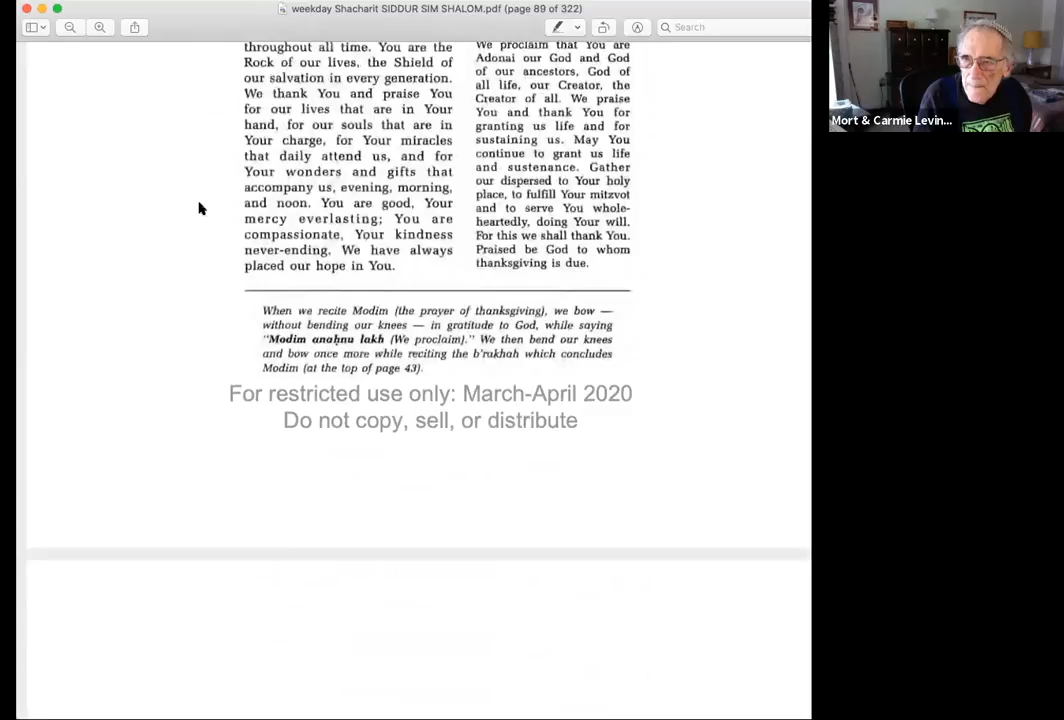 weekday Shacharit SIDDUR SIM SHALOM.pdf (page 89 of 322)
Search
throughout all time. You are the
Rock of our lives, the Shield of
our salvation in every generation.
We thank You and praise You
for our lives that are in Your
hand, for our souls that are in
Your charge, for Your miracles
that daily attend us, and for
Your wonders and gifts that
accompany us, evening, morning,
and noon. You are good, Your
mercy everlasting; You are
compassionate, Your kindness
never-ending. We have always
placed our hope in You.
We proclaim that You are
Adonai our God and God
of our ancestors, God of
all life, our Creator, the
Creator of all. We praise
You and thank You for
granting us life and for
sustaining us. May You
continue to grant us life
and sustenance. Gather
our dispersed to Your holy
place, to fulfill Your mitzvot
and to serve You whole-
heartedly, doing Your will.
For this we shall thank You.
Praised be God to whom
thanksgiving is due.
When we recite Modim (the prayer of thanksgiving), we bow —
without bending our knees — in gratitude to God, while saying
"Modim anaḥnu lakh (We proclaim)." We then bend our knees
and bow once more while reciting the b'rakhah which concludes
Modim (at the top of page 43).
For restricted use only: March-April 2020
Do not copy, sell, or distribute
Mort & Carmie Levin...